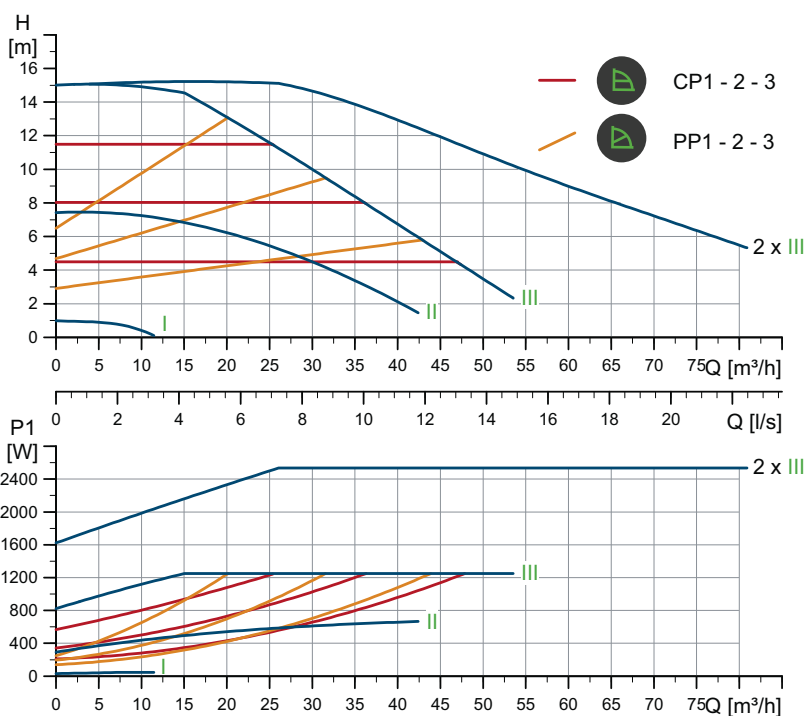 H
[m]
16
14
12
10
8
6
4
2
0
CP1 - 2 - 3
PP1 - 2 - 3
2 x III
III
II
I
0 5 10 15 20 25 30 35 40 45 50 55 60 65 70 75 Q [m³/h]
0 2 4 6 8 10 12 14 16 18 20 Q [l/s]
P1
[W]
2400
2000
1600
1200
800
400
0
2 x III
III
II
I
0 5 10 15 20 25 30 35 40 45 50 55 60 65 70 75 Q [m³/h]